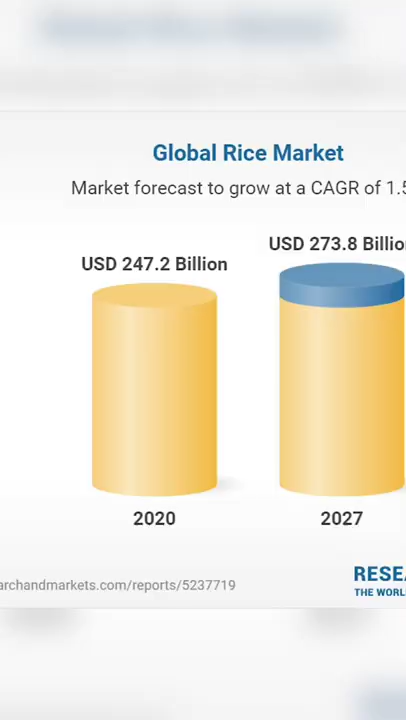 Global Rice Market
Market forecast to grow at a CAGR of 1.5
USD 273.8 Billion
USD 247.2 Billion
2020
2027
archandmarkets.com/reports/5237719
RESEA
THE WORL